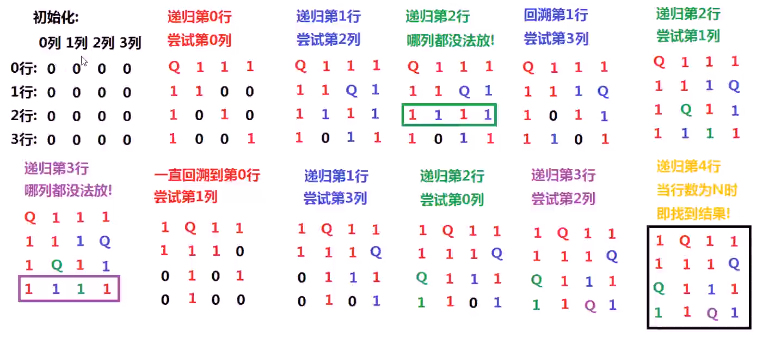 初始化:
0列 1列 2列 3列
0行: 0 0 0 0
1行: 0 0 0 0
2行: 0 0 0 0
3行: 0 0 0 0
递归第0行
尝试第0列
Q 1 1 1
1 1 0 0
1 0 1 0
1 0 0 1
递归第1行
尝试第2列
Q 1 1 1
1 1 Q 1
1 1 1 1
1 0 1 1
递归第2行
哪列都没法放!
Q 1 1 1
1 1 Q 1
1 1 1 1
1 0 1 1
回溯第1行
尝试第3列
Q 1 1 1
1 1 1 Q
1 0 1 1
1 1 0 1
递归第2行
尝试第1列
Q 1 1 1
1 1 1 Q
1 Q 1 1
1 1 1 1
递归第3行
哪列都没法放!
Q 1 1 1
1 1 1 Q
1 Q 1 1
1 1 1 1
一直回溯到第0行
尝试第1列
1 Q 1 1
1 1 1 0
0 1 0 1
0 1 0 0
递归第1行
尝试第3列
1 Q 1 1
1 1 1 Q
0 1 1 1
0 1 0 1
递归第2行
尝试第0列
1 Q 1 1
1 1 1 Q
Q 1 1 1
1 1 0 1
递归第3行
尝试第2列
1 Q 1 1
1 1 1 Q
Q 1 1 1
1 1 Q 1
递归第4行
当行数为N时
即找到结果!
1 Q 1 1
1 1 1 Q
Q 1 1 1
1 1 Q 1